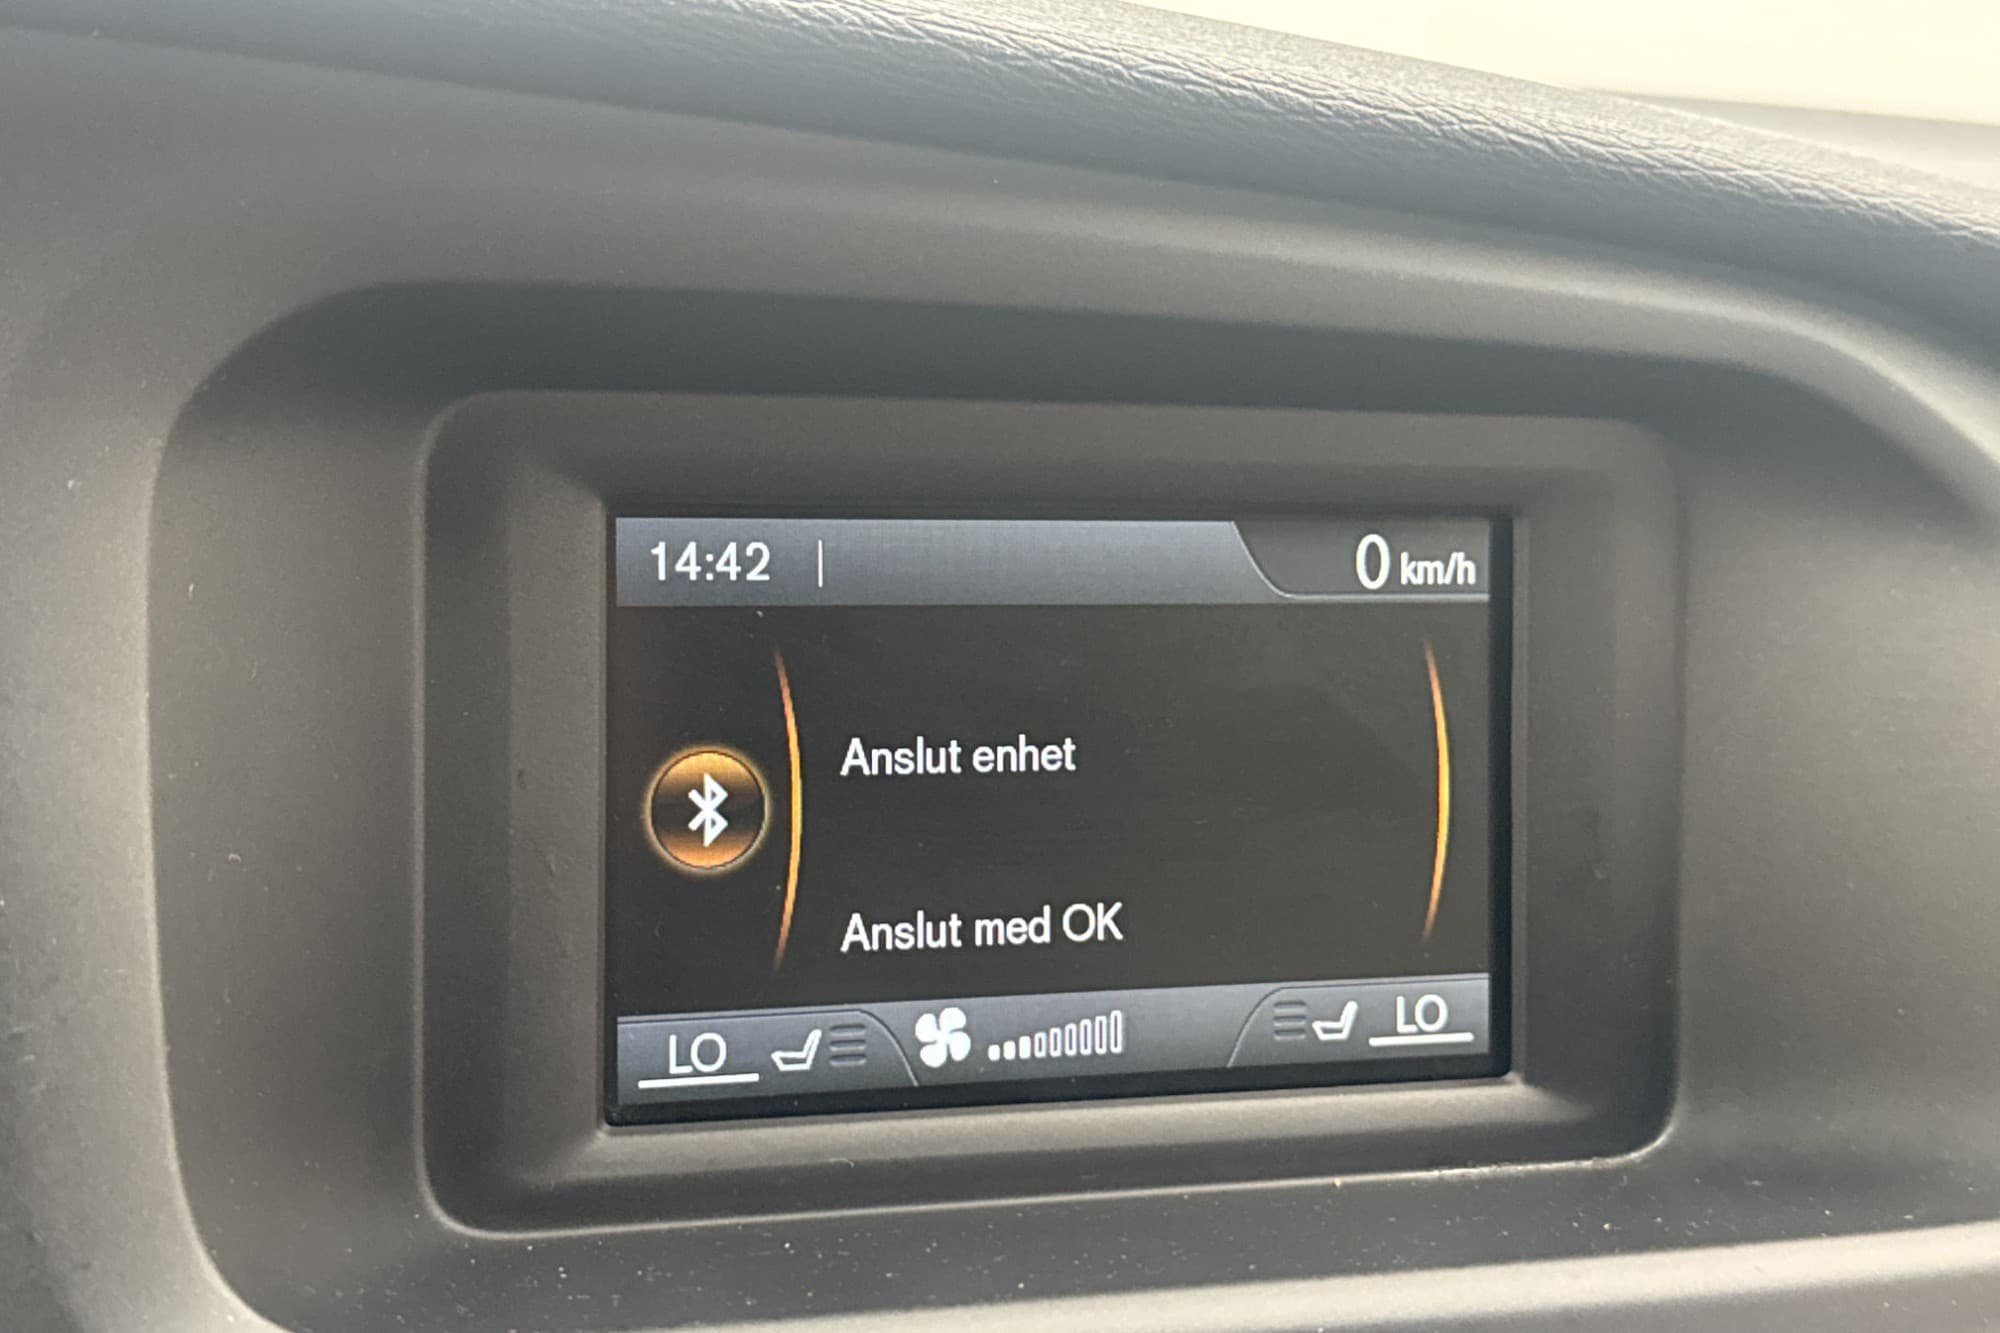 14:42 | 0 km/h
Anslut enhet
Anslut med OK
LO LO